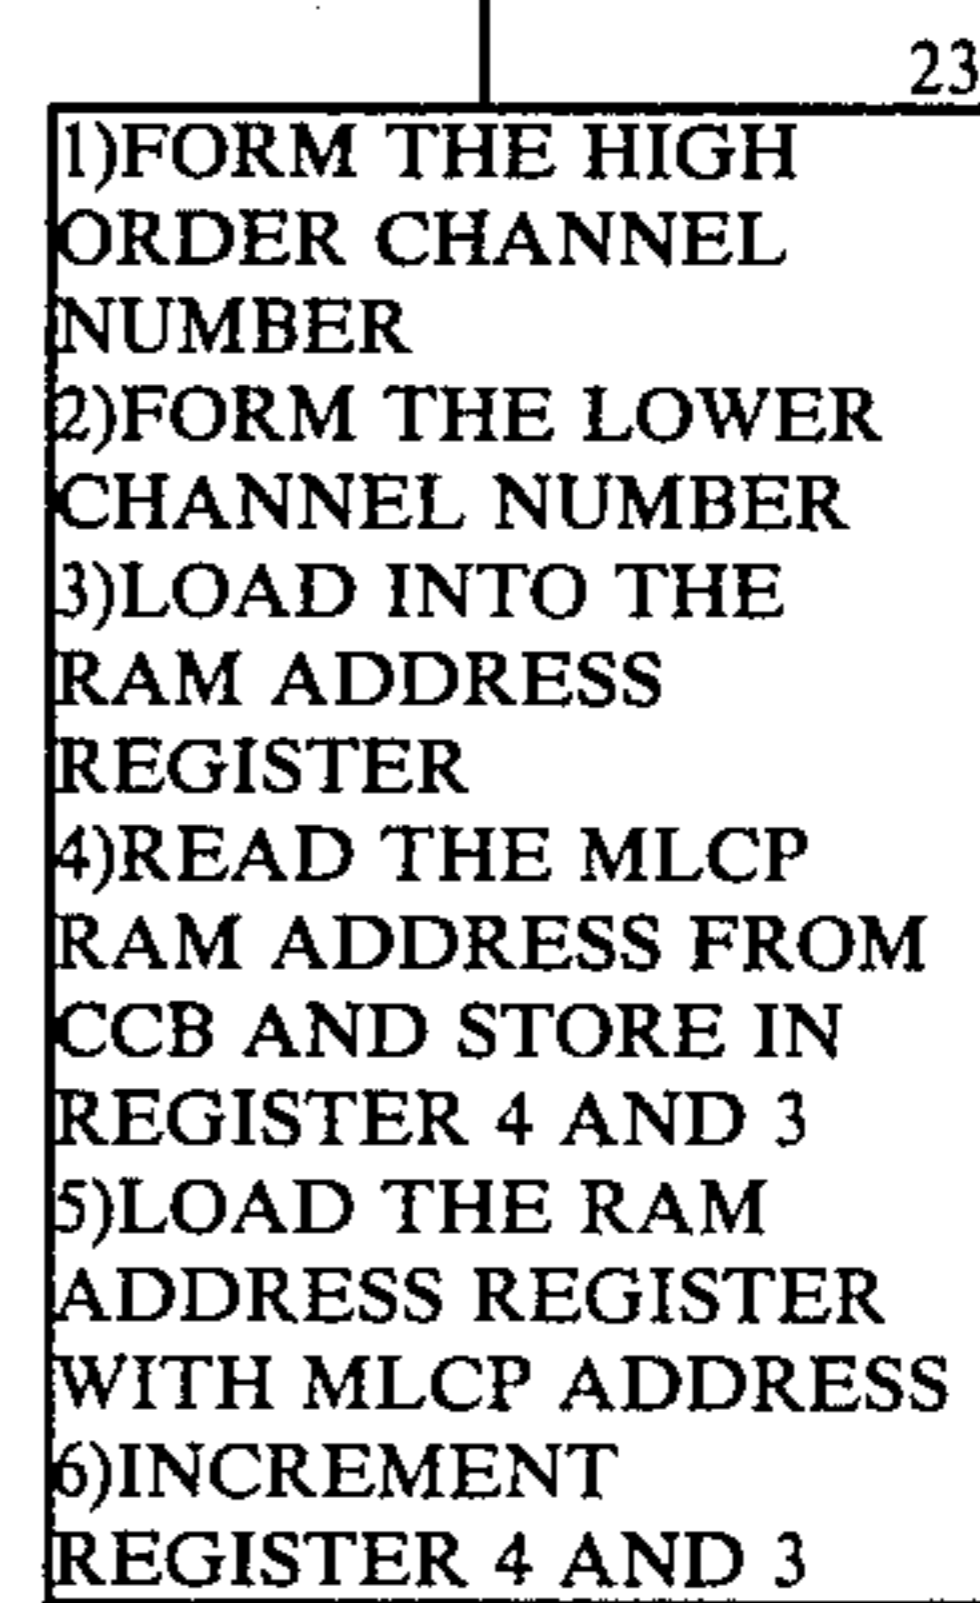 23
1)FORM THE HIGH
ORDER CHANNEL
NUMBER
2)FORM THE LOWER
CHANNEL NUMBER
3)LOAD INTO THE
RAM ADDRESS
REGISTER
4)READ THE MLCP
RAM ADDRESS FROM
CCB AND STORE IN
REGISTER 4 AND 3
5)LOAD THE RAM
ADDRESS REGISTER
WITH MLCP ADDRESS
6)INCREMENT
REGISTER 4 AND 3